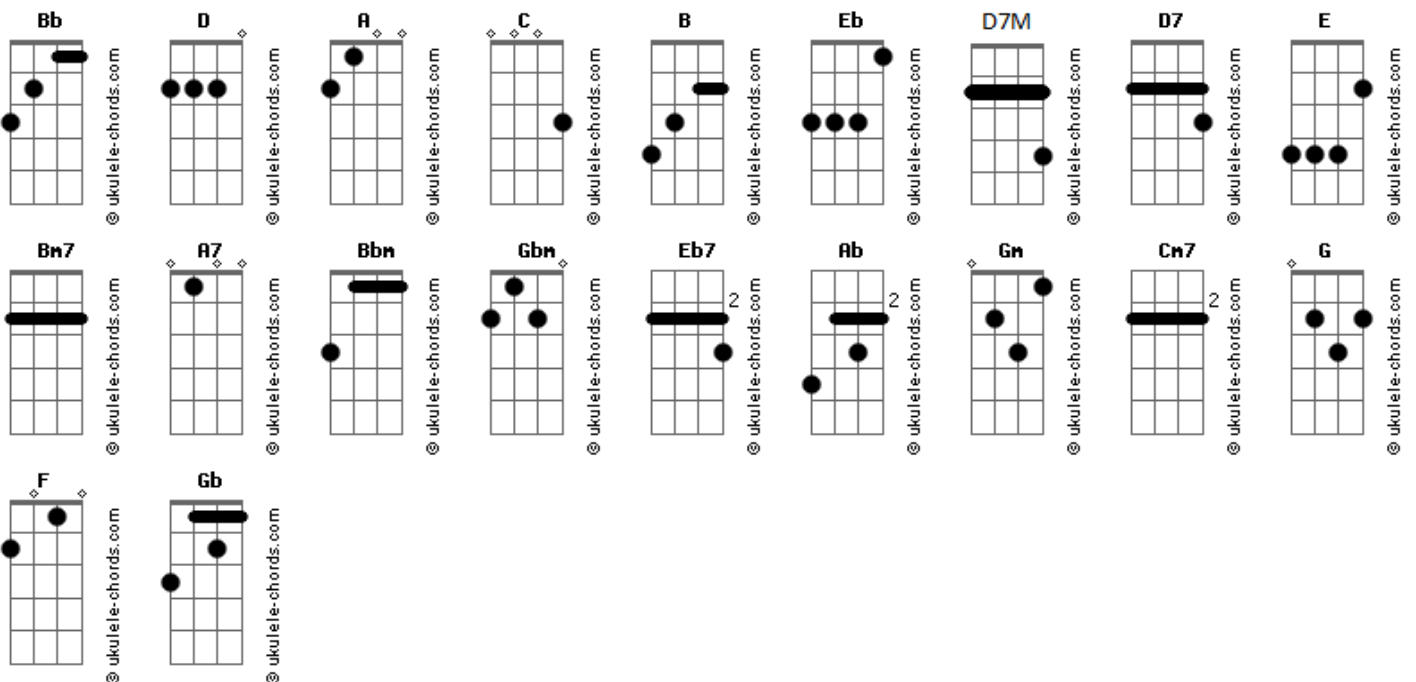 Bb D A C B Eb D7M D7 E
© ukulele-chords.com © ukulele-chords.com © ukulele-chords.com © ukulele-chords.com © ukulele-chords.com © ukulele-chords.com © ukulele-chords.com © ukulele-chords.com © ukulele-chords.com
Bm7 A7 Bbm Gbm Eb7 Ab Gm Cm7 G
2 2 2
© ukulele-chords.com © ukulele-chords.com © ukulele-chords.com © ukulele-chords.com © ukulele-chords.com © ukulele-chords.com © ukulele-chords.com © ukulele-chords.com © ukulele-chords.com
F Gb
© ukulele-chords.com © ukulele-chords.com